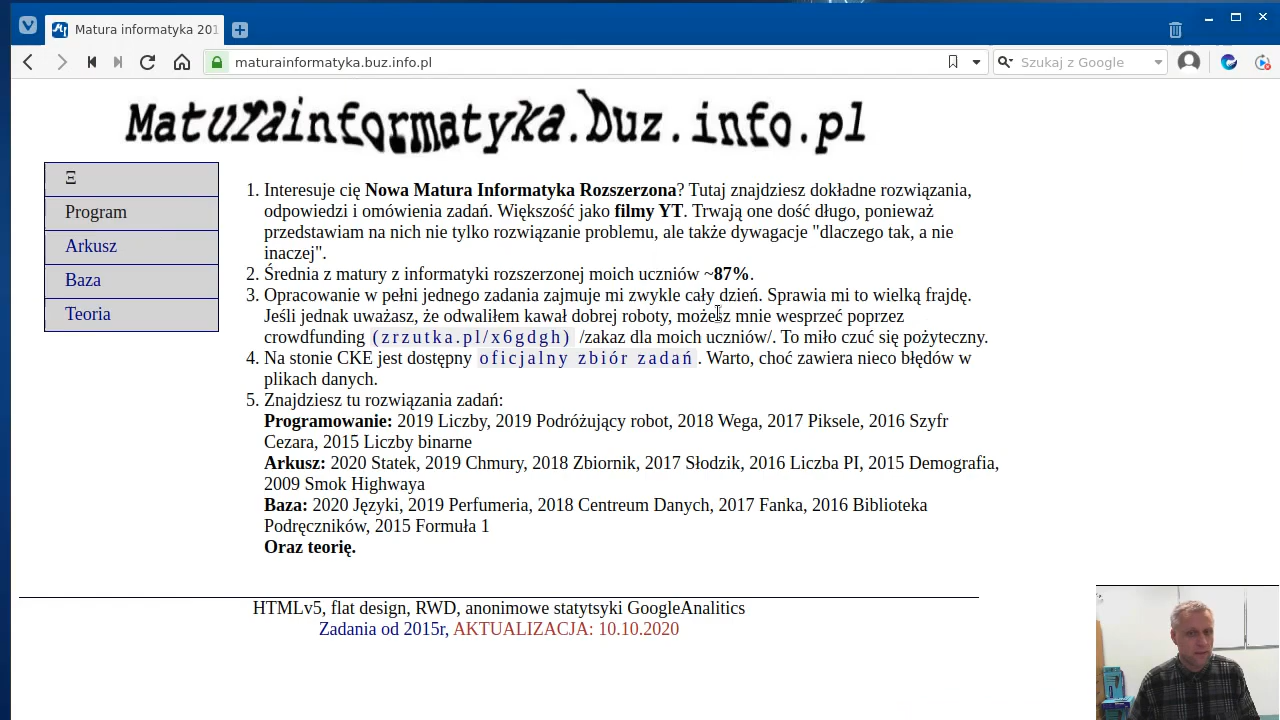 Matura informatyka 201
maturainformatyka.buz.info.pl
Szukaj z Google
Maturainformatyka.buz.info.pl
Ξ
Program
Arkusz
Baza
Teoria
1. Interesuje cię Nowa Matura Informatyka Rozszerzona? Tutaj znajdziesz dokładne rozwiązania,
odpowiedzi i omówienia zadań. Większość jako filmy YT. Trwają one dość długo, ponieważ
przedstawiam na nich nie tylko rozwiązanie problemu, ale także dywagacje "dlaczego tak, a nie
inaczej".
2. Średnia z matury z informatyki rozszerzonej moich uczniów ~87%.
3. Opracowanie w pełni jednego zadania zajmuje mi zwykle cały dzień. Sprawia mi to wielką frajdę.
Jeśli jednak uważasz, że odwaliłem kawał dobrej roboty, możesz mnie wesprzeć poprzez
crowdfunding (zrzutka.pl/x6gdgh) /zakaz dla moich uczniów/. To miło czuć się pożyteczny.
4. Na stonie CKE jest dostępny oficjalny zbiór zadań. Warto, choć zawiera nieco błędów w
plikach danych.
5. Znajdziesz tu rozwiązania zadań:
Programowanie: 2019 Liczby, 2019 Podróżujący robot, 2018 Wega, 2017 Piksele, 2016 Szyfr
Cezara, 2015 Liczby binarne
Arkusz: 2020 Statek, 2019 Chmury, 2018 Zbiornik, 2017 Słodzik, 2016 Liczba PI, 2015 Demografia,
2009 Smok Highwaya
Baza: 2020 Języki, 2019 Perfumeria, 2018 Centreum Danych, 2017 Fanka, 2016 Biblioteka
Podręczników, 2015 Formuła 1
Oraz teorię.
HTMLv5, flat design, RWD, anonimowe statytsyki GoogleAnalitics
Zadania od 2015r, AKTUALIZACJA: 10.10.2020